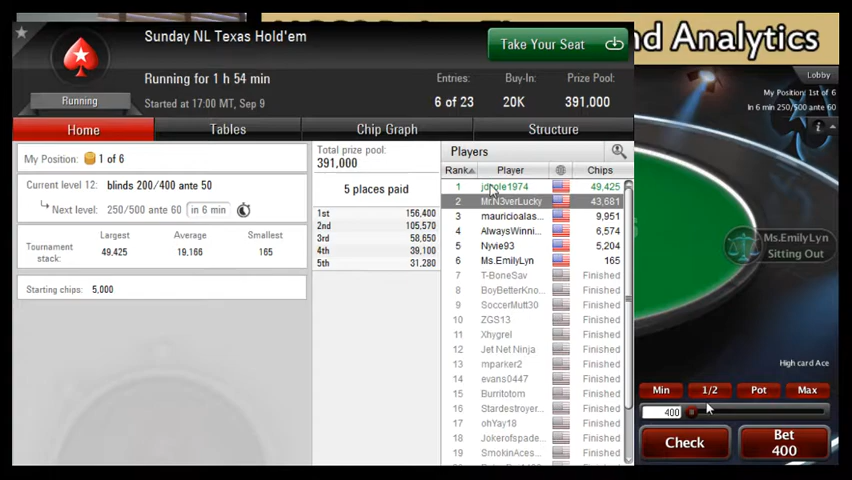 nd Analytics
Sunday NL Texas Hold'em
Take Your Seat
Running for 1 h 54 min
Started at 17:00 MT, Sep 9
Running
Entries: Buy-In: Prize Pool:
6 of 23 20K 391,000
Home Tables Chip Graph Structure
My Position: 1 of 6
Current level 12: blinds 200/400 ante 50
Next level: 250/500 ante 60 in 6 min
Largest Average Smallest
Tournament stack: 49,425 19,166 165
Starting chips: 5,000
Total prize pool:
391,000
5 places paid
1st 156,400
2nd 105,570
3rd 58,650
4th 39,100
5th 31,280
Players
Rank Player Chips
1 49,425
2 Mr.N3verLucky 43,681
3 mauricioalas... 9,951
4 AlwaysWinni... 6,574
5 Nyvie93 5,204
6 Ms.EmilyLyn 165
7 T-BoneSav Finished
8 BoyBetterKno... Finished
9 SoccerMutt30 Finished
10 ZGS13 Finished
11 Xhygrel Finished
12 Jet Net Ninja Finished
13 mparker2 Finished
14 evans0447 Finished
15 Burritotom Finished
16 Stardestroyer... Finished
17 ohYay18 Finished
18 Jokerofspade... Finished
19 SmokinAces... Finished
Lobby
My Position: 1st of 6
In 6 min 250/500 ante 60
Ms.EmilyLyn
Sitting Out
High card Ace
Min 1/2 Pot Max
400
Check
Bet
400